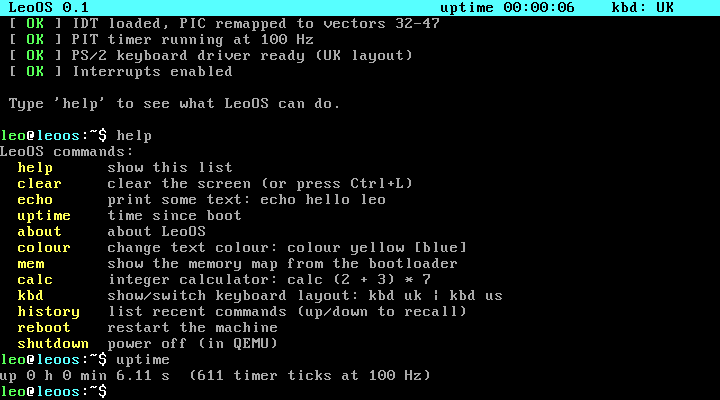 LeoOS 0.1 uptime 00:00:06 kbd: UK
[ OK ] IDT loaded, PIC remapped to vectors 32-47
[ OK ] PIT timer running at 100 Hz
[ OK ] PS/2 keyboard driver ready (UK layout)
[ OK ] Interrupts enabled
Type 'help' to see what LeoOS can do.
leo@leoos:~$ help
LeoOS commands:
help show this list
clear clear the screen (or press Ctrl+L)
echo print some text: echo hello leo
uptime time since boot
about about LeoOS
colour change text colour: colour yellow [blue]
mem show the memory map from the bootloader
calc integer calculator: calc (2 + 3) * 7
kbd show/switch keyboard layout: kbd uk | kbd us
history list recent commands (up/down to recall)
reboot restart the machine
shutdown power off (in QEMU)
leo@leoos:~$ uptime
up 0 h 0 min 6.11 s (611 timer ticks at 100 Hz)
leo@leoos:~$